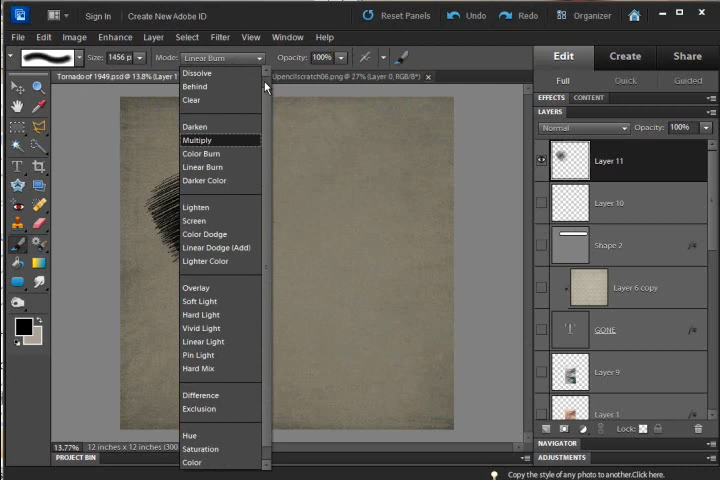 Sign In
Create New Adobe ID
Reset Panels
Undo
Redo
Organizer
File Edit Image Enhance Layer Select Filter View Window Help
Size: 1456 p
Mode: Linear Burn
Opacity: 100%
Edit Create Share
Tornado of 1949.psd @ 13.8% (Layer 1
Upencilscratch06.png @ 27% (Layer 0, RGB/8*)
Full Quick Guided
EFFECTS CONTENT
LAYERS
Normal
Opacity: 100%
Dissolve
Behind
Clear
Darken
Multiply
Color Burn
Linear Burn
Darker Color
Lighten
Screen
Color Dodge
Linear Dodge (Add)
Lighter Color
Overlay
Soft Light
Hard Light
Vivid Light
Linear Light
Pin Light
Hard Mix
Difference
Exclusion
Hue
Saturation
Color
Layer 11
Layer 10
Shape 2
Layer 6 copy
GONE
Layer 9
Layer 1
Lock:
NAVIGATOR
ADJUSTMENTS
13.77%
12 inches x 12 inches (300
PROJECT BIN
Copy the style of any photo to another.Click here.